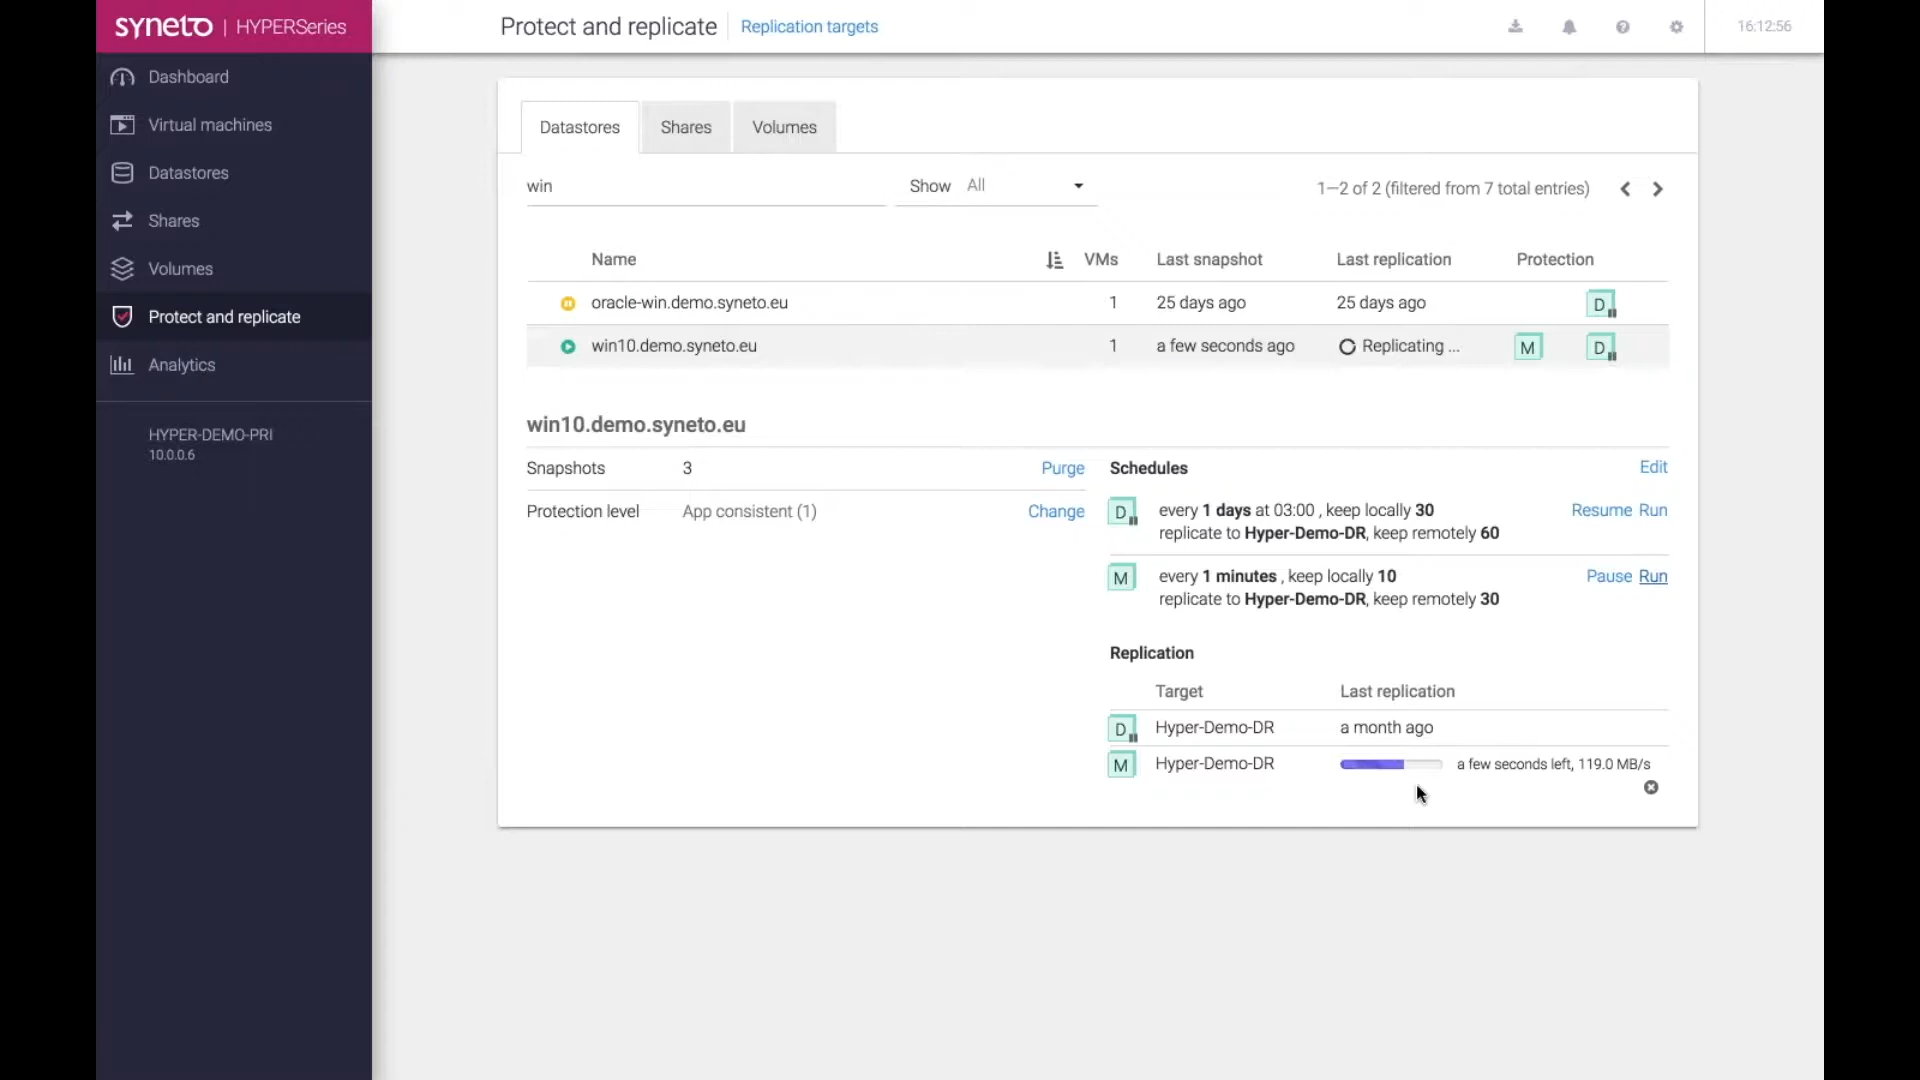 syneto | HYPERSeries
Protect and replicate
Replication targets
16:12:56
Dashboard
Virtual machines
Datastores
Shares
Volumes
Protect and replicate
Analytics
HYPER-DEMO-PRI
10.0.0.6
Datastores
Shares
Volumes
win
Show All
1—2 of 2 (filtered from 7 total entries)
Name VMs Last snapshot Last replication Protection
oracle-win.demo.syneto.eu 1 25 days ago 25 days ago D
win10.demo.syneto.eu 1 a few seconds ago Replicating ... M D
win10.demo.syneto.eu
Snapshots 3 Purge
Protection level App consistent (1) Change
Schedules Edit
D every 1 days at 03:00 , keep locally 30 Resume Run
replicate to Hyper-Demo-DR, keep remotely 60
M every 1 minutes , keep locally 10 Pause Run
replicate to Hyper-Demo-DR, keep remotely 30
Replication
Target Last replication
D Hyper-Demo-DR a month ago
M Hyper-Demo-DR a few seconds left, 119.0 MB/s